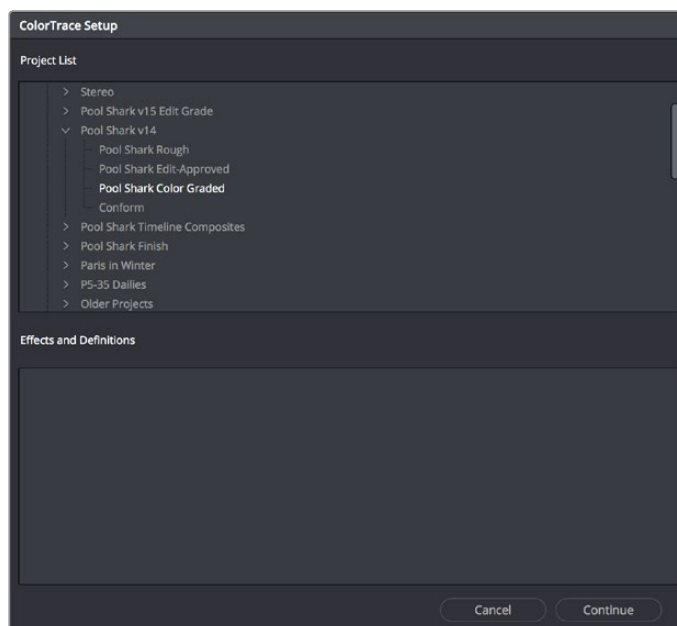 ColorTrace Setup
Project List
Stereo
Pool Shark v15 Edit Grade
Pool Shark v14
Pool Shark Rough
Pool Shark Edit-Approved
Pool Shark Color Graded
Conform
Pool Shark Timeline Composites
Pool Shark Finish
Paris in Winter
P5-35 Dailies
Older Projects
Effects and Definitions
Cancel Continue